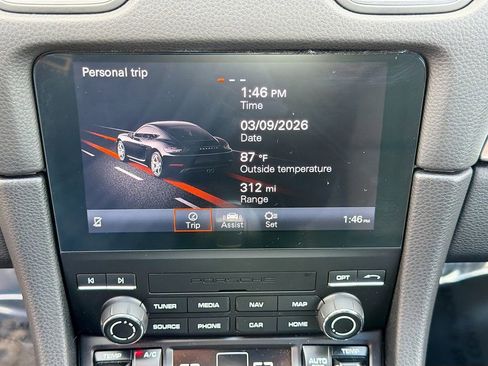 Personal trip
1:46 PM
Time
03/09/2026
Date
87 °F
Outside temperature
312 mi
Range
Trip Assist Set 1:46 PM
PORSCHE OPT
TUNER MEDIA NAV MAP
SOURCE PHONE CAR HOME
TEMP A/C AUTO TEMP